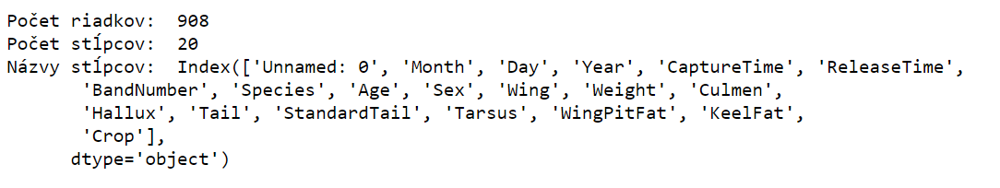 Počet riadkov:  908
Počet stĺpcov:  20
Názvy stĺpcov:  Index(['Unnamed: 0', 'Month', 'Day', 'Year', 'CaptureTime', 'ReleaseTime',
       'BandNumber', 'Species', 'Age', 'Sex', 'Wing', 'Weight', 'Culmen',
       'Hallux', 'Tail', 'StandardTail', 'Tarsus', 'WingPitFat', 'KeelFat',
       'Crop'],
      dtype='object')